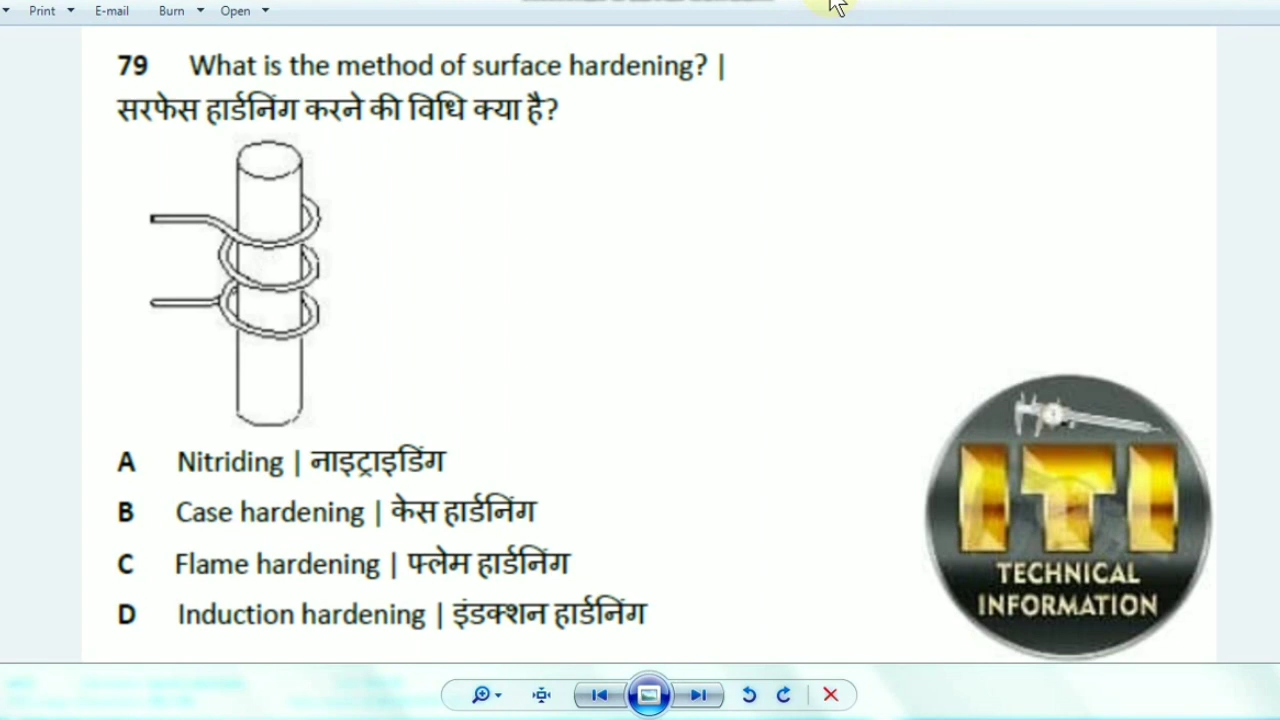 Print E-mail Burn Open
79 What is the method of surface hardening? |
सरफेस हार्डनिंग करने की विधि क्या है?
A Nitriding | नाइट्राइडिंग
B Case hardening | केस हार्डनिंग
C Flame hardening | फ्लेम हार्डनिंग
D Induction hardening | इंडक्शन हार्डनिंग
ITI
TECHNICAL
INFORMATION